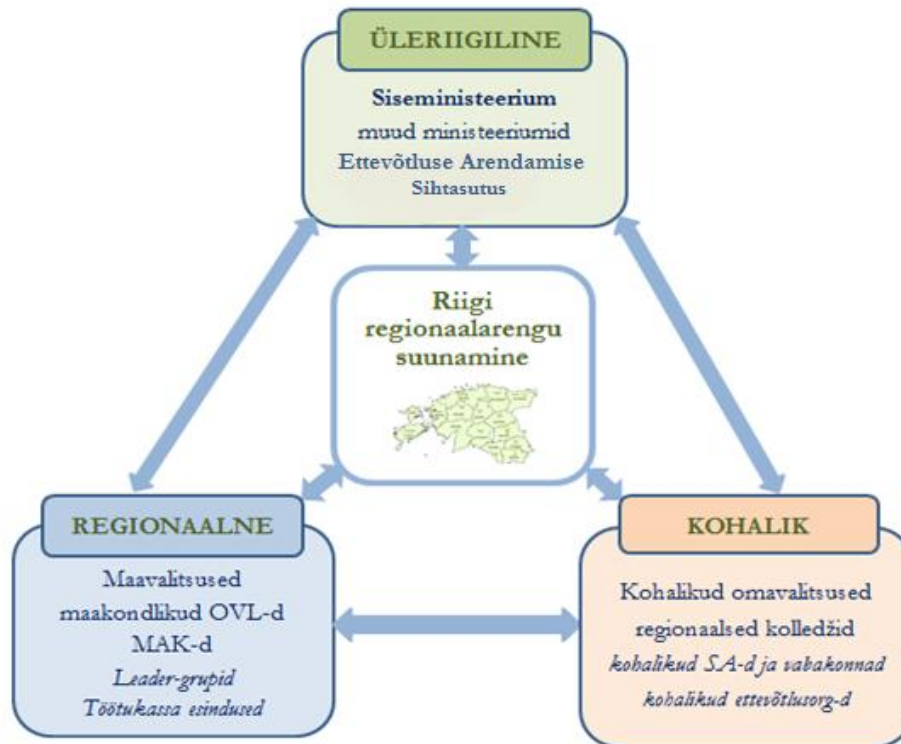 ÜLERIIGILINE
Siseministeerium
muud ministeeriumid
Ettevõtluse Arendamise
Sihtasutus
Riigi
regionaalarengu
suunamine
REGIONAALNE
Maavalitsused
maakondlikud OVL-d
MAK-d
Leader-grupid
Töötukassa esindused
KOHALIK
Kohalikud omavalitsused
regionaalsed kolledžid
kohalikud SA-d ja vabakonnad
kohalikud ettevõtlusorg-d